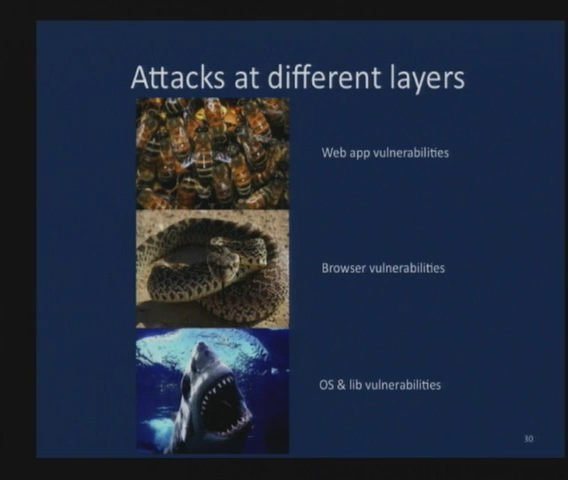 Attacks at different layers
Web app vulnerabilities
Browser vulnerabilities
OS & lib vulnerabilities
30